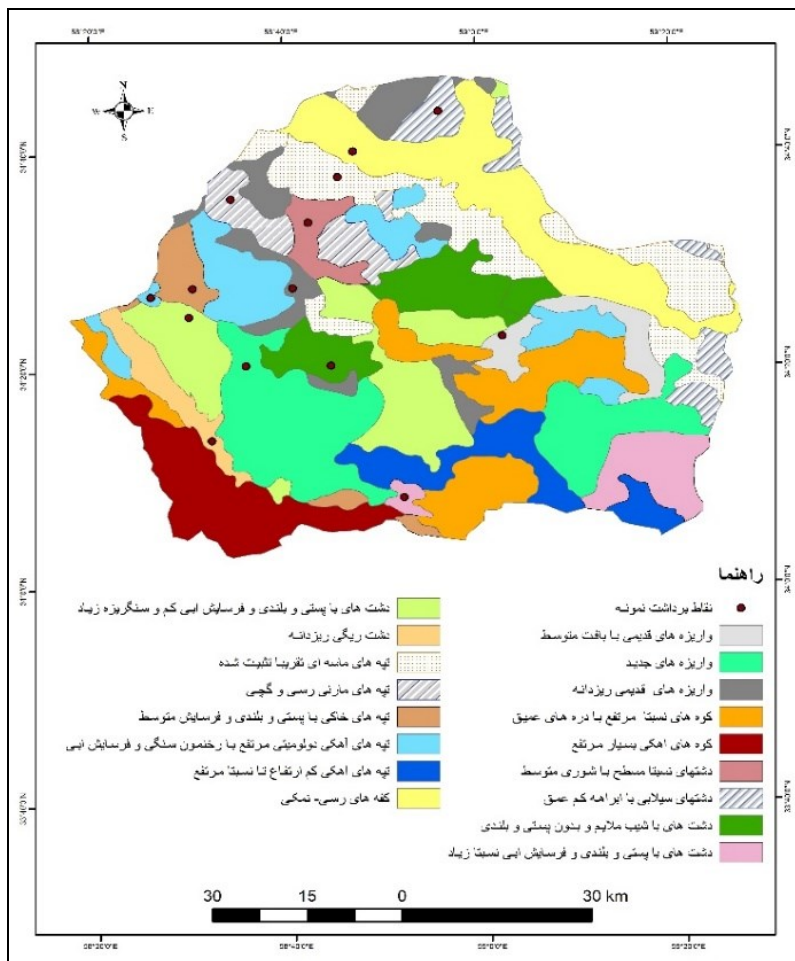 N
W E
S
راهنما
نقاط برداشت نمونه
واریزه های قدیمی با بافت متوسط
واریزه های جدید
واریزه های قدیمی ریزدانه
کوه های نسبتا مرتفع با دره های عمیق
کوه های اهکی بسیار مرتفع
دشتهای نسبتا مسطح با شوری متوسط
دشتهای سیلابی با ابراهه کم عمق
دشت های با شیب ملایم و بدون پستی و بلندی
دشت های با پستی و بلندی و فرسایش ابی نسبتا زیاد
دشت های با پستی و بلندی و فرسایش ابی کم و سنگریزه زیاد
دشت ریگی ریزدانه
تپه های ماسه ای تقریبا تثبیت شده
تپه های مارنی رسی و گچی
تپه های خاکی با پستی و بلندی و فرسایش متوسط
تپه های آهکی دولومیتی مرتفع با رخنمون سنگی و فرسایش ابی
تپه های اهکی کم ارتفاع تا نسبتا مرتفع
کفه های رسی- نمکی
30 15 0 30 km